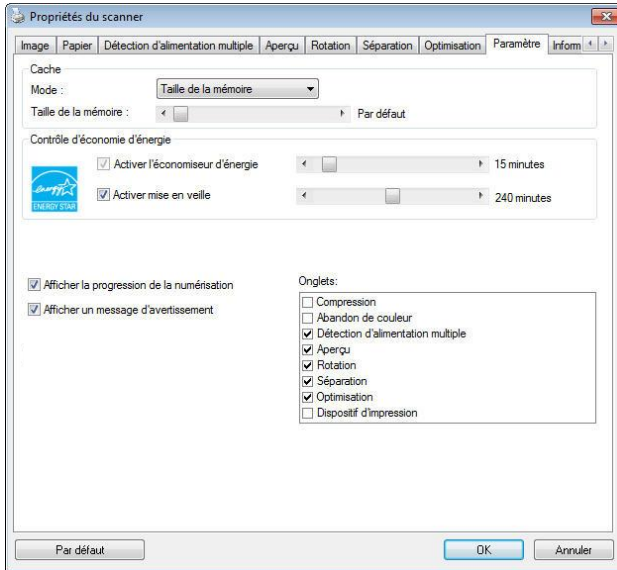 Propriétés du scanner
Image Papier Détection d'alimentation multiple Aperçu Rotation Séparation Optimisation Paramètre Inform
Cache
Mode : Taille de la mémoire
Taille de la mémoire : Par défaut
Contrôle d'économie d'énergie
Activer l'économiseur d'énergie 15 minutes
Activer mise en veille 240 minutes
energy
ENERGY STAR
Afficher la progression de la numérisation
Afficher un message d'avertissement
Onglets:
Compression
Abandon de couleur
Détection d'alimentation multiple
Aperçu
Rotation
Séparation
Optimisation
Dispositif d'impression
Par défaut OK Annuler